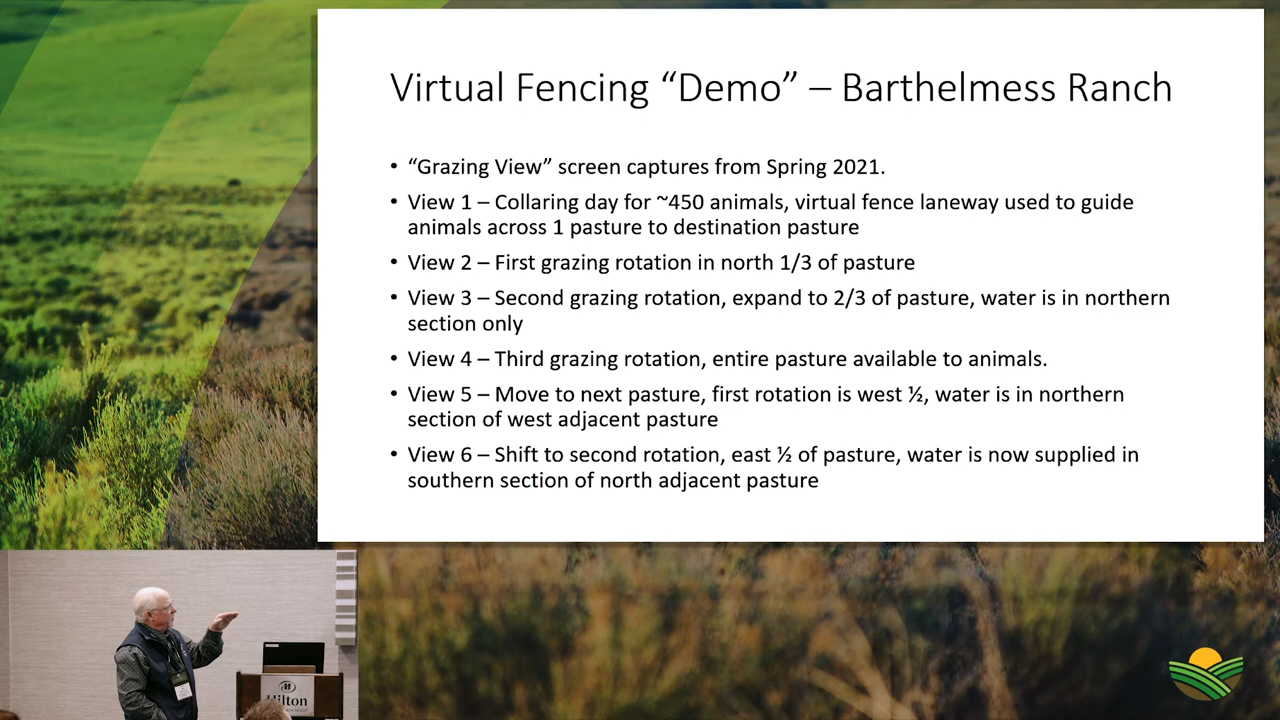 Virtual Fencing “Demo” – Barthelmess Ranch
• “Grazing View” screen captures from Spring 2021.
• View 1 – Collaring day for ~450 animals, virtual fence laneway used to guide
animals across 1 pasture to destination pasture
• View 2 – First grazing rotation in north 1/3 of pasture
• View 3 – Second grazing rotation, expand to 2/3 of pasture, water is in northern
section only
• View 4 – Third grazing rotation, entire pasture available to animals.
• View 5 – Move to next pasture, first rotation is west ½, water is in northern
section of west adjacent pasture
• View 6 – Shift to second rotation, east ½ of pasture, water is now supplied in
southern section of north adjacent pasture
Hilton